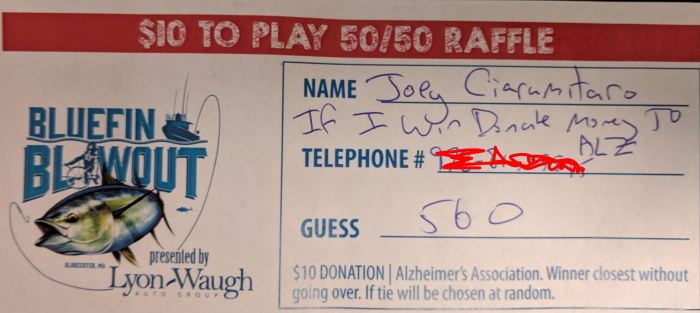 $10 TO PLAY 50/50 RAFFLE
BLUEFIN
BLOWOUT
GLOUCESTER, MA
presented by
Lyon-Waugh
AUTO GROUP
NAME Joey Ciaramitaro
If I Win Donate Money To
ALZ
TELEPHONE #
GUESS 560
$10 DONATION | Alzheimer's Association. Winner closest without
going over. If tie will be chosen at random.